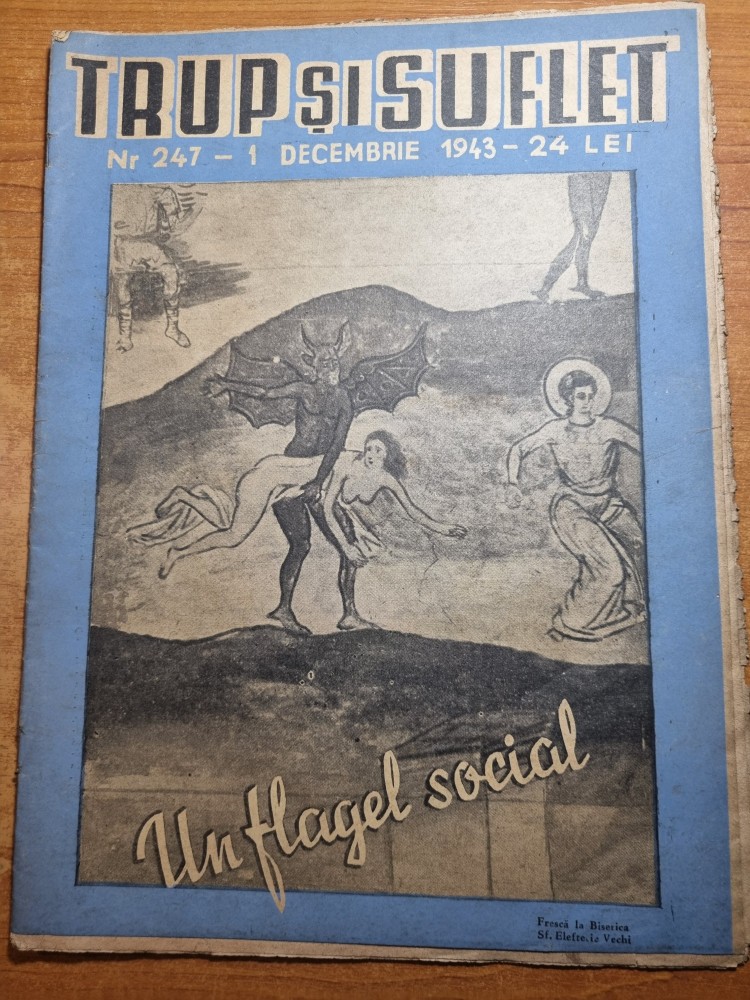 TRUP ȘI SUFLET
Nr 247 - 1 DECEMBRIE 1943 - 24 LEI
Un flagel social
Frescă la Biserica
Sf. Elefte.ie Vechi